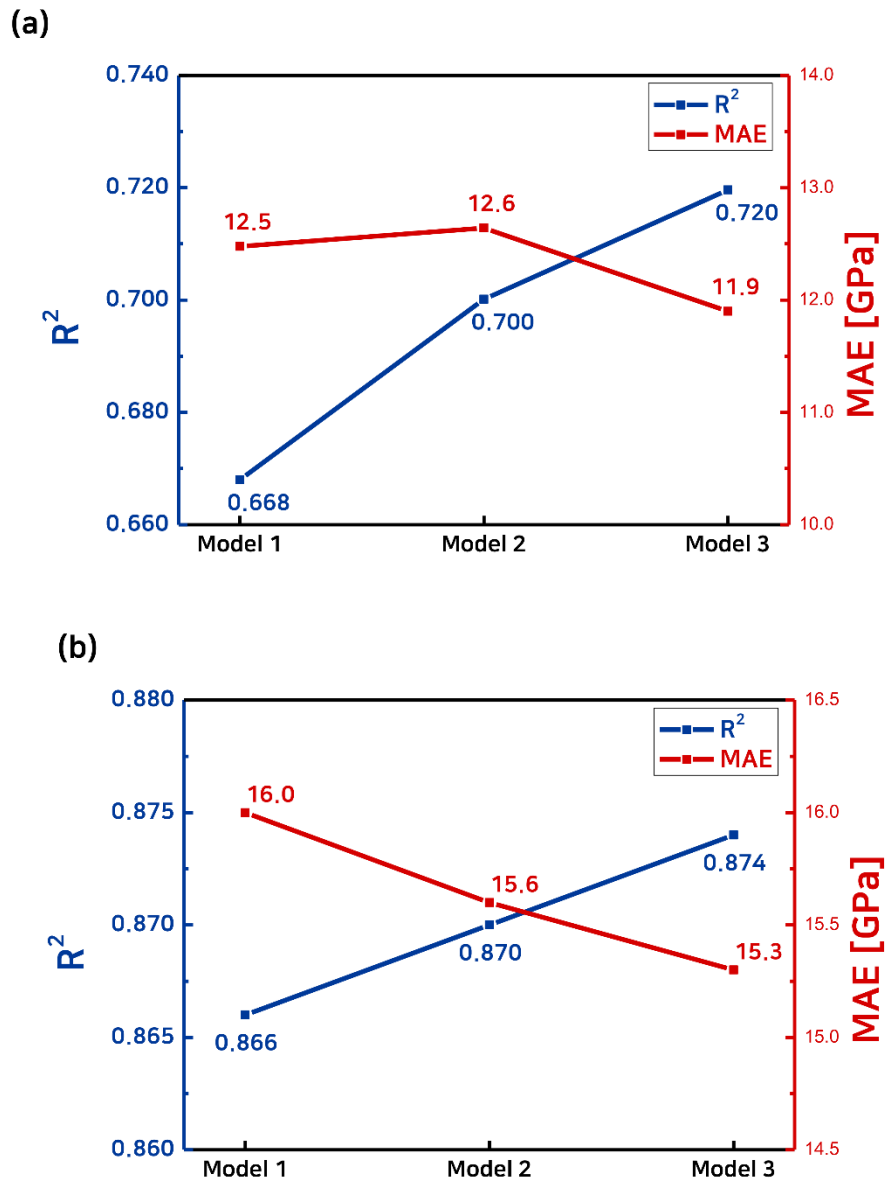 (a)
0.740
0.720
0.700
0.680
0.660
R²
14.0
13.0
12.0
11.0
10.0
MAE [GPa]
R²
MAE
12.5
12.6
11.9
0.668
0.700
0.720
Model 1
Model 2
Model 3
(b)
0.880
0.875
0.870
0.865
0.860
R²
16.5
16.0
15.5
15.0
14.5
MAE [GPa]
R²
MAE
16.0
15.6
15.3
0.866
0.870
0.874
Model 1
Model 2
Model 3